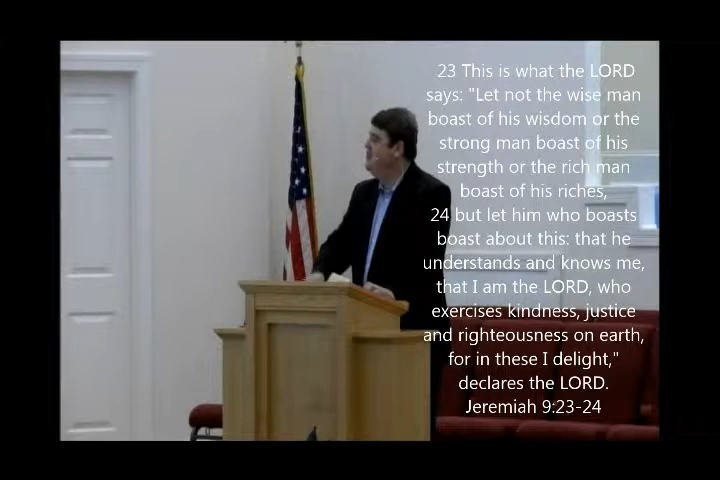 23 This is what the LORD
says: "Let not the wise man
boast of his wisdom or the
strong man boast of his
strength or the rich man
boast of his riches,
24 but let him who boasts
boast about this: that he
understands and knows me,
that I am the LORD, who
exercises kindness, justice
and righteousness on earth,
for in these I delight,"
declares the LORD.
Jeremiah 9:23-24